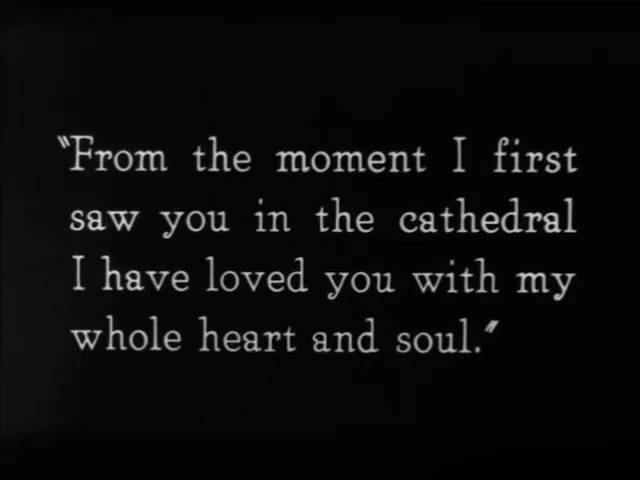 "From the moment I first
saw you in the cathedral
I have loved you with my
whole heart and soul."